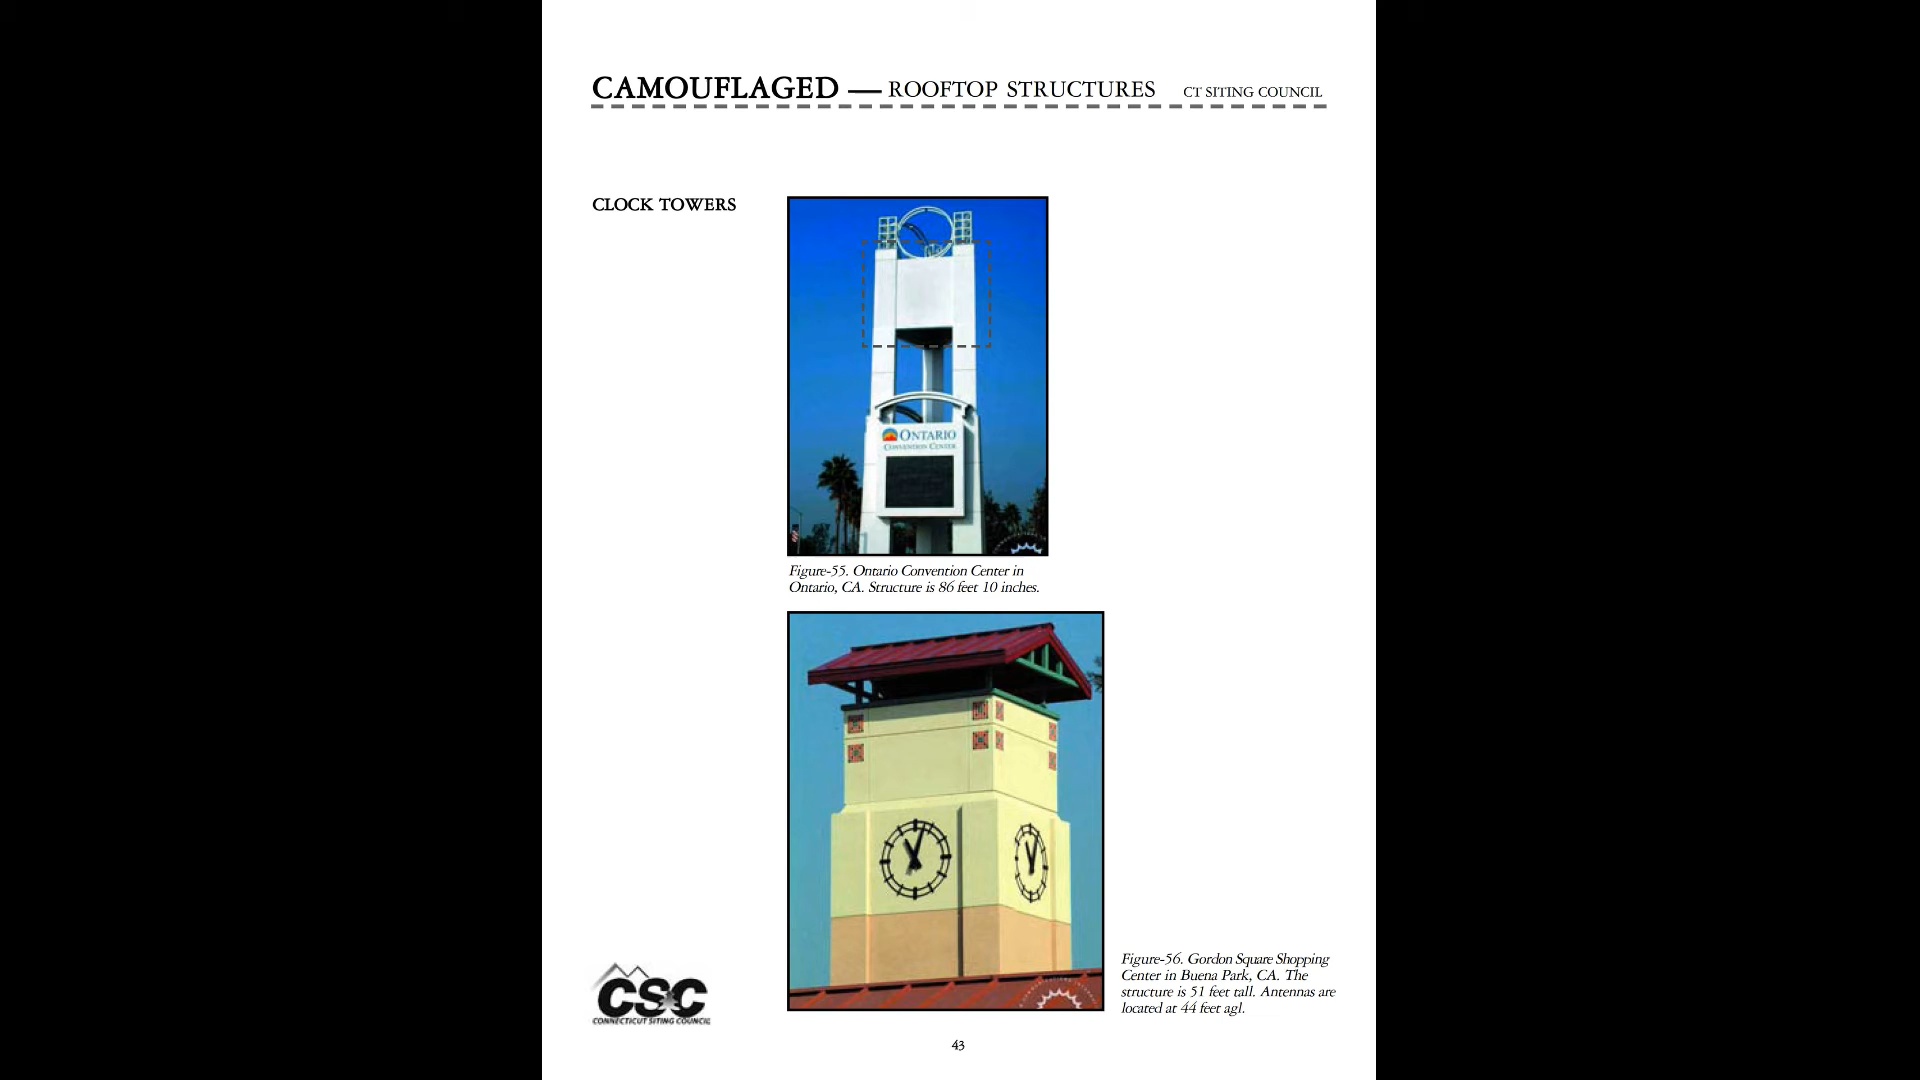 CAMOUFLAGED — ROOFTOP STRUCTURES CT SITING COUNCIL
CLOCK TOWERS
ONTARIO
CONVENTION CENTER
Figure-55. Ontario Convention Center in
Ontario, CA. Structure is 86 feet 10 inches.
Figure-56. Gordon Square Shopping
Center in Buena Park, CA. The
structure is 51 feet tall. Antennas are
located at 44 feet agl.
CSC
CONNECTICUT SITING COUNCIL
43